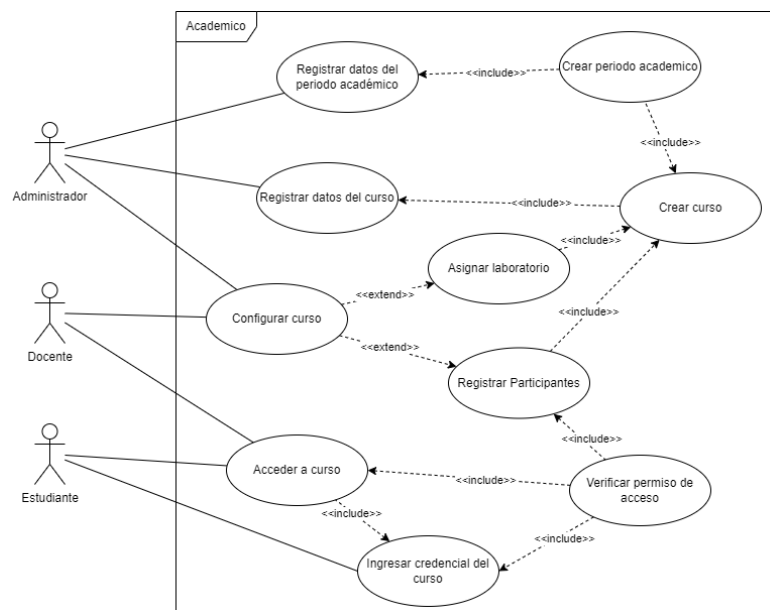 Academico
Registrar datos del
periodo académico
<<include>>
Crear periodo academico
<<include>>
Administrador
Registrar datos del curso
<<include>>
Crear curso
Asignar laboratorio
<<include>>
<<extend>>
Configurar curso
<<include>>
<<extend>>
Docente
Registrar Participantes
<<include>>
Acceder a curso
<<include>>
Verificar permiso de
acceso
Estudiante
<<include>>
<<include>>
Ingresar credencial del
curso